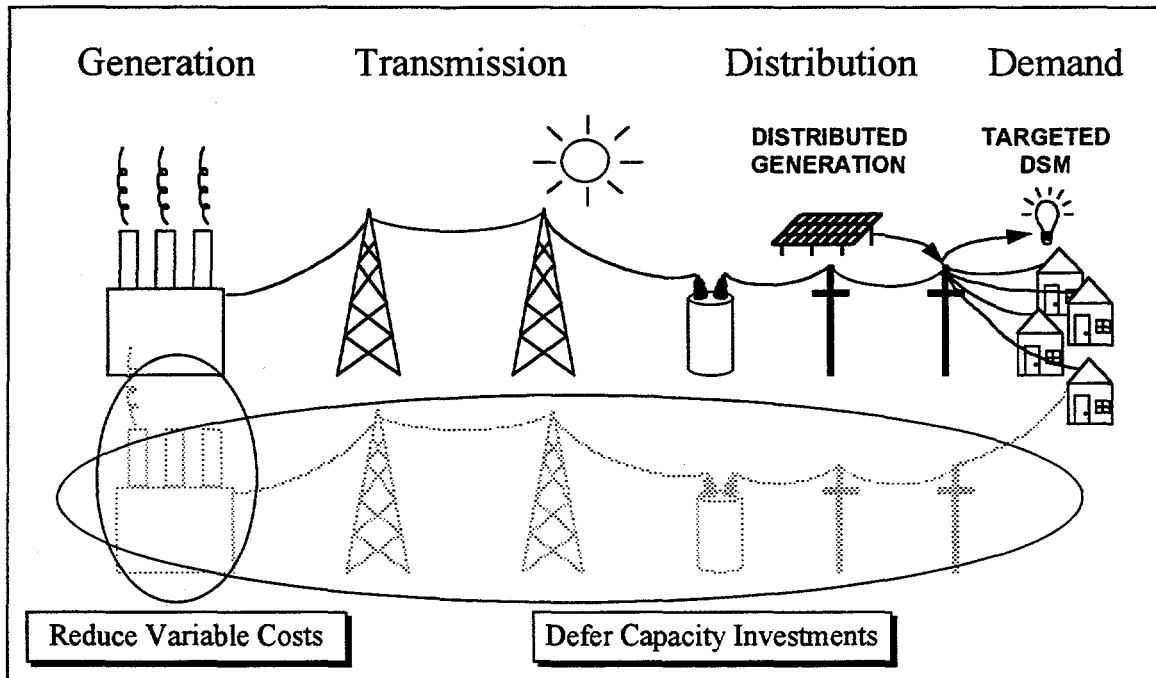 Generation Transmission Distribution Demand
DISTRIBUTED
GENERATION
TARGETED
DSM
Reduce Variable Costs
Defer Capacity Investments